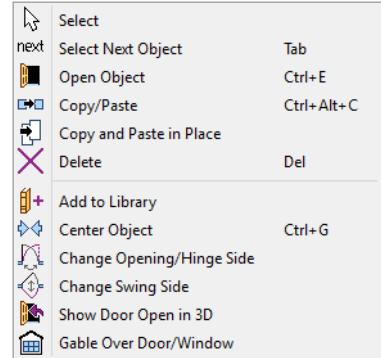 Select
next Select Next Object Tab
Open Object Ctrl+E
Copy/Paste Ctrl+Alt+C
Copy and Paste in Place
Delete Del
Add to Library
Center Object Ctrl+G
Change Opening/Hinge Side
Change Swing Side
Show Door Open in 3D
Gable Over Door/Window